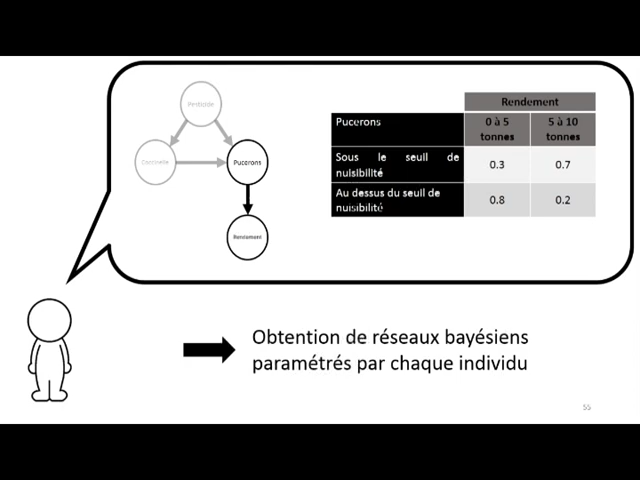 Pesticide
Coccinelle
Pucerons
Rendement
Rendement
Pucerons
0 à 5
tonnes
5 à 10
tonnes
Sous le seuil de
nuisibilité
0.3
0.7
Au dessus du seuil de
nuisibilité
0.8
0.2
Obtention de réseaux bayésiens
paramétrés par chaque individu
55